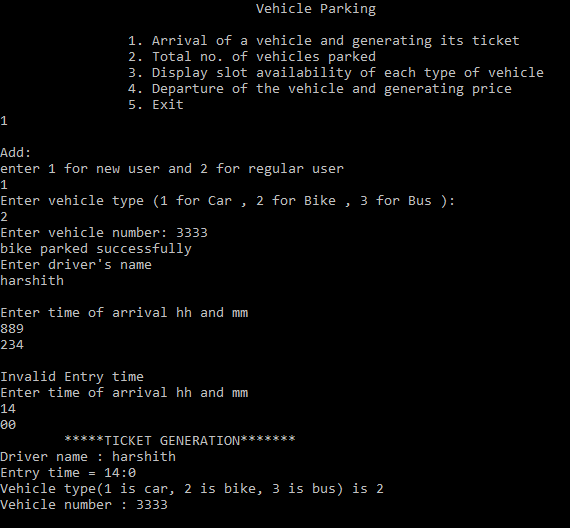 Vehicle Parking
1. Arrival of a vehicle and generating its ticket
2. Total no. of vehicles parked
3. Display slot availability of each type of vehicle
4. Departure of the vehicle and generating price
5. Exit
1
Add:
enter 1 for new user and 2 for regular user
1
Enter vehicle type (1 for Car , 2 for Bike , 3 for Bus ):
2
Enter vehicle number: 3333
bike parked successfully
Enter driver's name
harshith
Enter time of arrival hh and mm
889
234
Invalid Entry time
Enter time of arrival hh and mm
14
00
*****TICKET GENERATION*******
Driver name : harshith
Entry time = 14:0
Vehicle type(1 is car, 2 is bike, 3 is bus) is 2
Vehicle number : 3333